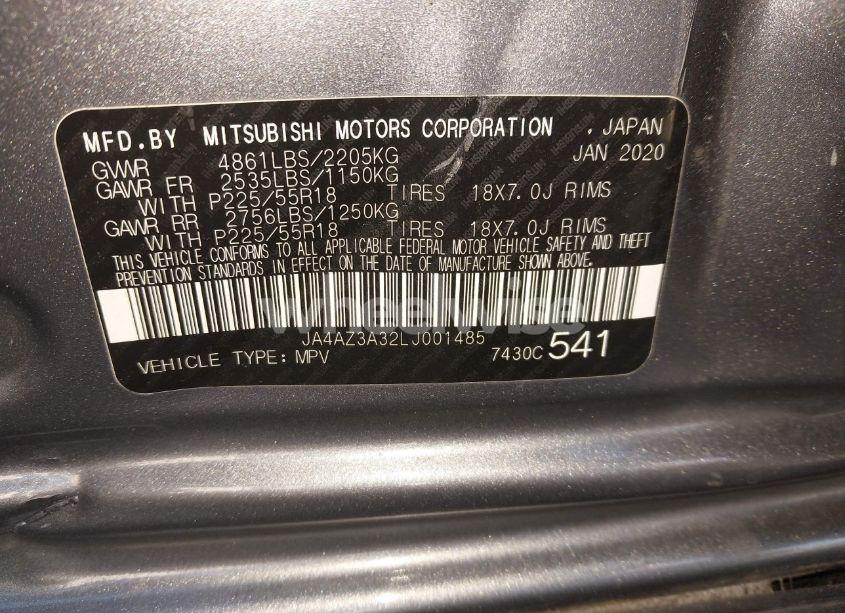 MFD.BY MITSUBISHI MOTORS CORPORATION , JAPAN
GVWR 4861LBS/2205KG JAN 2020
GAWR FR 2535LBS/1150KG
WITH P225/55R18 TIRES 18X7.0J RIMS
GAWR RR 2756LBS/1250KG
WITH P225/55R18 TIRES 18X7.0J RIMS
THIS VEHICLE CONFORMS TO ALL APPLICABLE FEDERAL MOTOR VEHICLE SAFETY AND THEFT
PREVENTION STANDARDS IN EFFECT ON THE DATE OF MANUFACTURE SHOWN ABOVE.
wheelwise
JA4AZ3A32LJ001485
VEHICLE TYPE: MPV 7430C 541